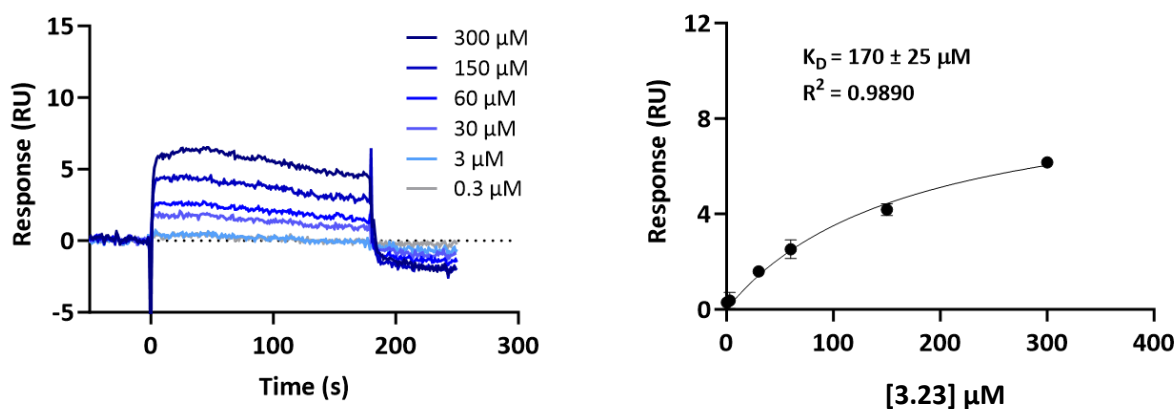 15
10
5
0
-5
Response (RU)
300 μM
150 μM
60 μM
30 μM
3 μM
0.3 μM
0
100
200
300
Time (s)
12
8
4
0
Response (RU)
K_D = 170 ± 25 μM
R² = 0.9890
0
100
200
300
400
[3.23] μM